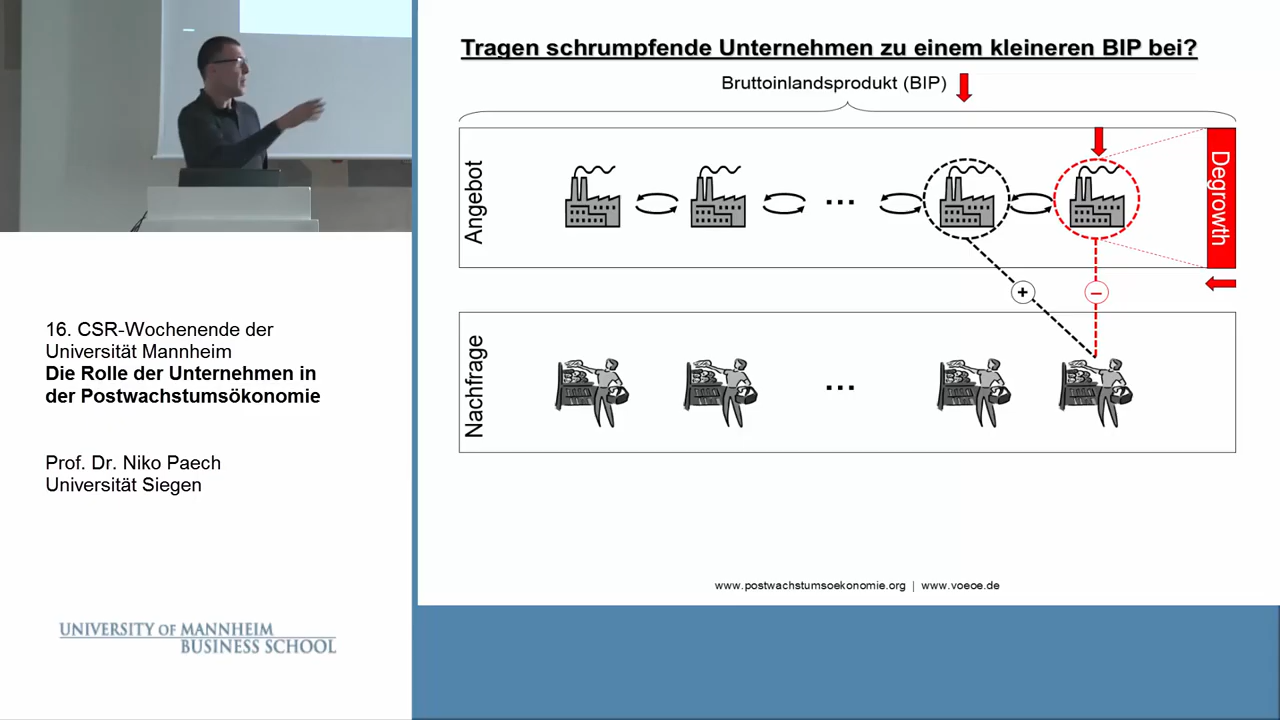 Tragen schrumpfende Unternehmen zu einem kleineren BIP bei?
Bruttoinlandsprodukt (BIP)
Angebot
...
Degrowth
+
–
Nachfrage
...
www.postwachstumsoekonomie.org | www.voeoe.de
16. CSR-Wochenende der
Universität Mannheim
Die Rolle der Unternehmen in
der Postwachstumsökonomie
Prof. Dr. Niko Paech
Universität Siegen
UNIVERSITY OF MANNHEIM
BUSINESS SCHOOL